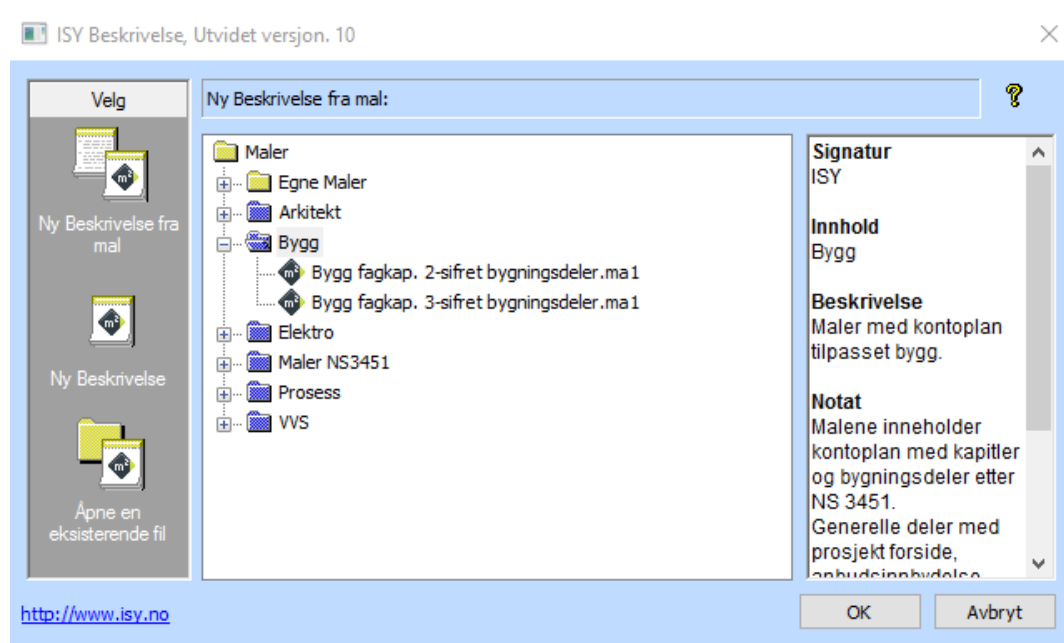 ISY Beskrivelse, Utvidet versjon. 10
Velg
Ny Beskrivelse fra mal
Ny Beskrivelse
Åpne en eksisterende fil
Ny Beskrivelse fra mal:
Maler
Egne Maler
Arkitekt
Bygg
Bygg fagkap. 2-sifret bygningsdeler.ma1
Bygg fagkap. 3-sifret bygningsdeler.ma1
Elektro
Maler NS3451
Prosess
VVS
Signatur
ISY
Innhold
Bygg
Beskrivelse
Maler med kontoplan
tilpasset bygg.
Notat
Malene inneholder
kontoplan med kapitler
og bygningsdeler etter
NS 3451.
Generelle deler med
prosjekt forside,
anbudsinnbydelse
http://www.isy.no
OK
Avbryt